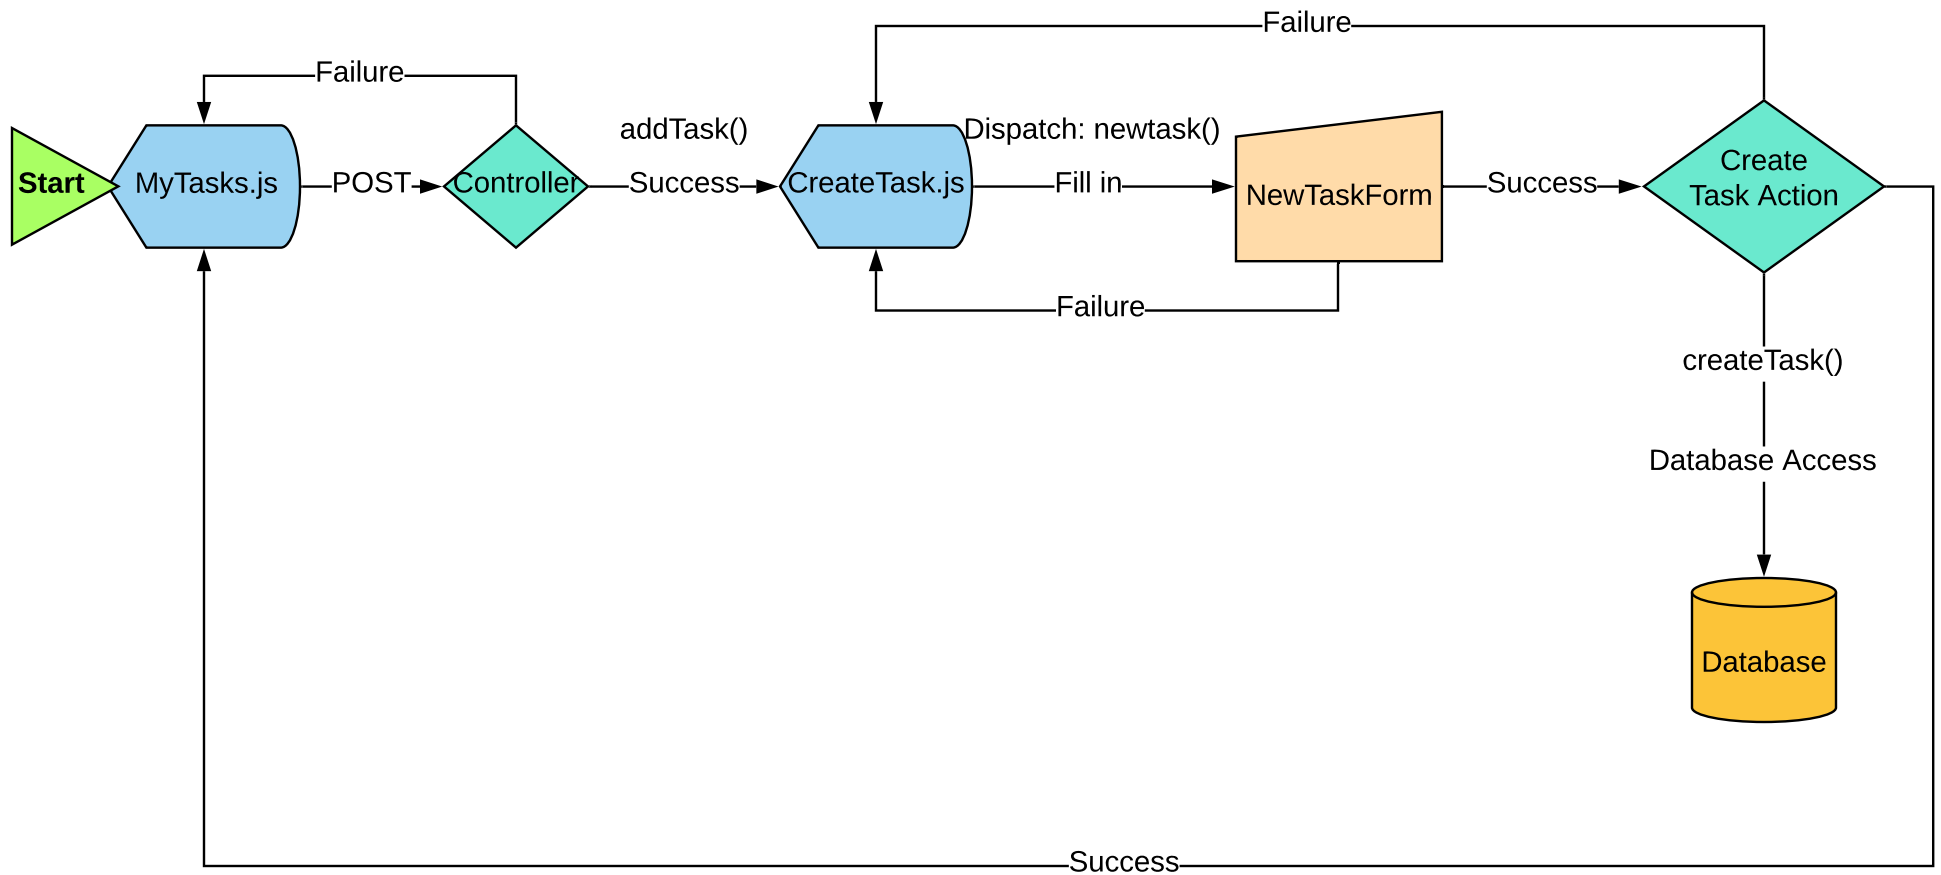 Failure
Failure
addTask()
Dispatch: newtask()
Start
MyTasks.js
POST
Controller
Success
CreateTask.js
Fill in
NewTaskForm
Success
Create
Task Action
Failure
createTask()
Database Access
Database
Success